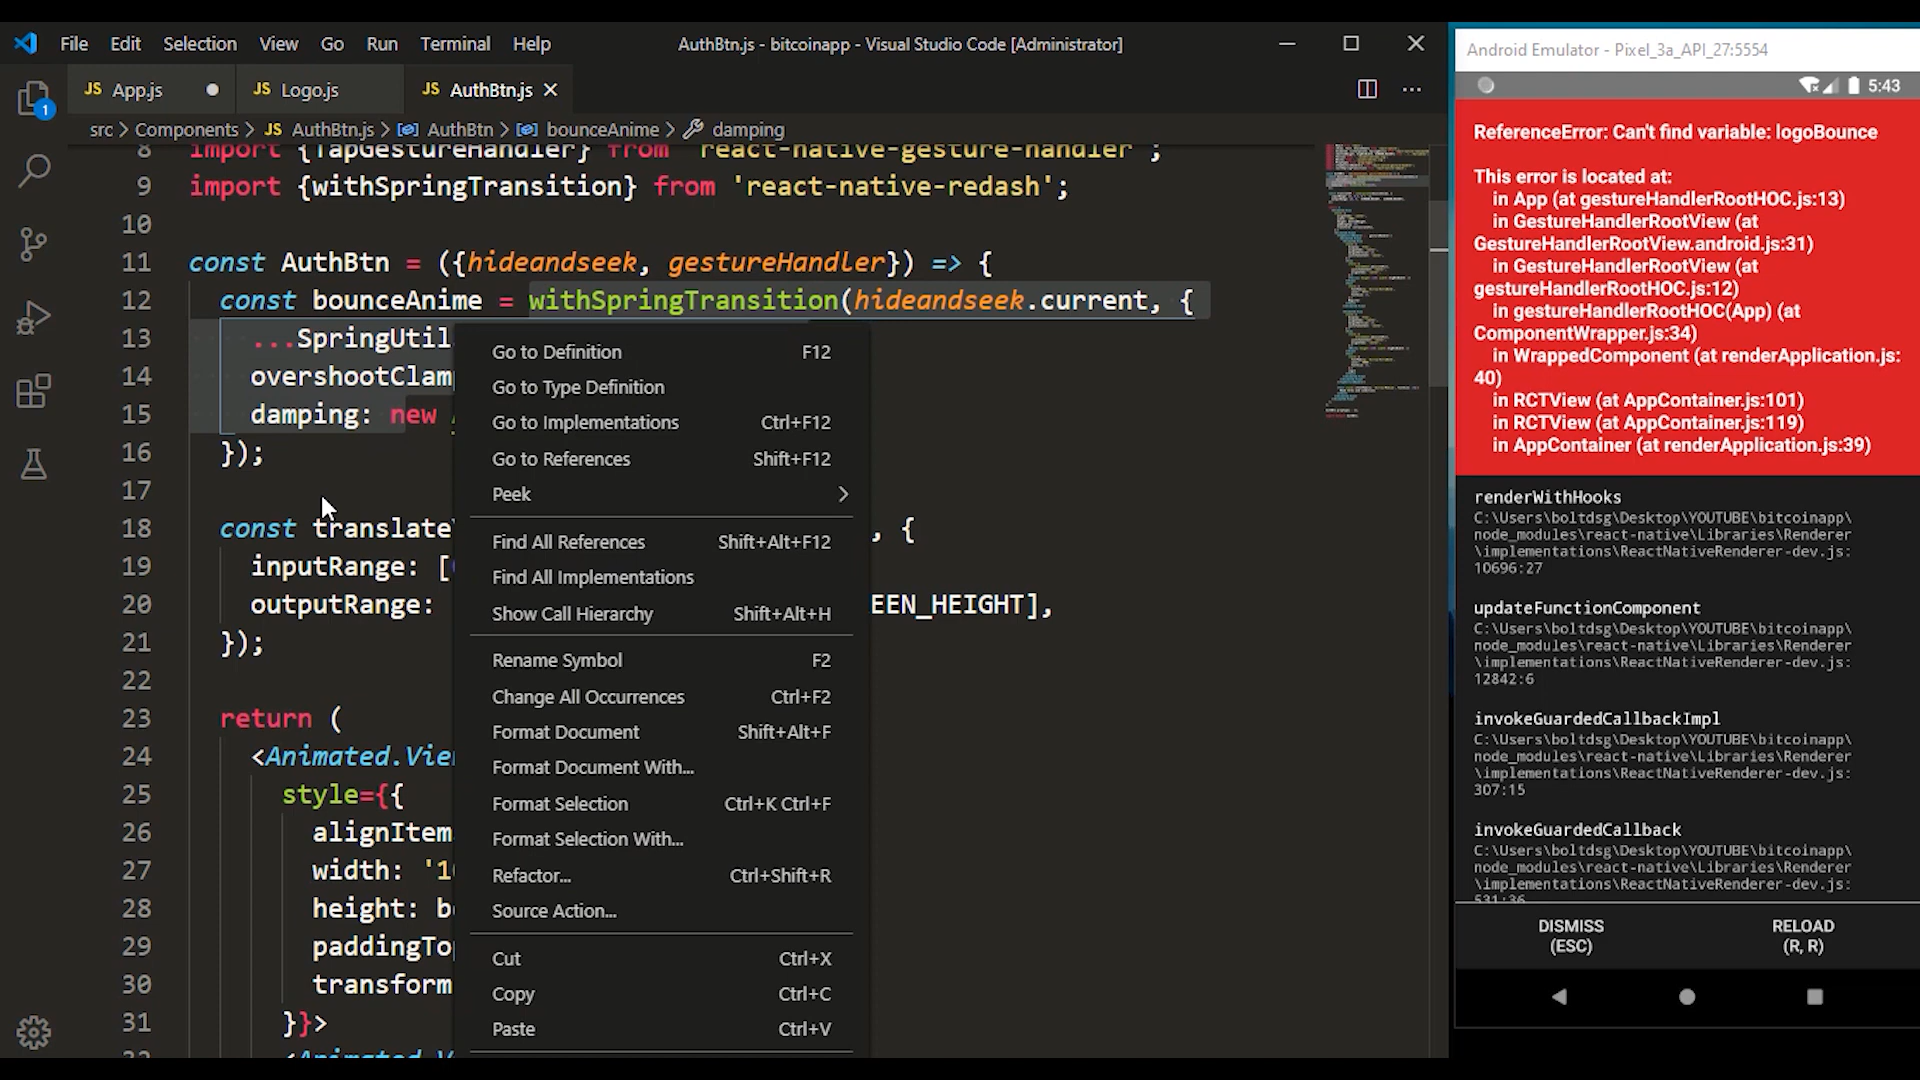 File Edit Selection View Go Run Terminal Help
AuthBtn.js - bitcoinapp - Visual Studio Code [Administrator]
JS App.js
JS Logo.js
JS AuthBtn.js
src > Components > JS AuthBtn.js > AuthBtn > bounceAnime > damping
1
8 import {TapGestureHandler} from 'react-native-gesture-handler';
9 import {withSpringTransition} from 'react-native-redash';
10
11 const AuthBtn = ({hideandseek, gestureHandler}) => {
12 const bounceAnime = withSpringTransition(hideandseek.current, {
13 ...SpringUtil
14 overshootClam
15 damping: new
16 });
17
18 const translate , {
19 inputRange: [
20 outputRange: EEN_HEIGHT],
21 });
22
23 return (
24 <Animated.Vie
25 style={{
26 alignItem
27 width: '1
28 height: b
29 paddingTo
30 transform
31 }}>
<Animated.V
Go to Definition F12
Go to Type Definition
Go to Implementations Ctrl+F12
Go to References Shift+F12
Peek >
Find All References Shift+Alt+F12
Find All Implementations
Show Call Hierarchy Shift+Alt+H
Rename Symbol F2
Change All Occurrences Ctrl+F2
Format Document Shift+Alt+F
Format Document With...
Format Selection Ctrl+K Ctrl+F
Format Selection With...
Refactor... Ctrl+Shift+R
Source Action...
Cut Ctrl+X
Copy Ctrl+C
Paste Ctrl+V
Android Emulator - Pixel_3a_API_27:5554
5:43
ReferenceError: Can't find variable: logoBounce
This error is located at:
in App (at gestureHandlerRootHOC.js:13)
in GestureHandlerRootView (at
GestureHandlerRootView.android.js:31)
in GestureHandlerRootView (at
gestureHandlerRootHOC.js:12)
in gestureHandlerRootHOC(App) (at
ComponentWrapper.js:34)
in WrappedComponent (at renderApplication.js:
40)
in RCTView (at AppContainer.js:101)
in RCTView (at AppContainer.js:119)
in AppContainer (at renderApplication.js:39)
renderWithHooks
C:\Users\boltdsg\Desktop\YOUTUBE\bitcoinapp\
node_modules\react-native\Libraries\Renderer
\implementations\ReactNativeRenderer-dev.js:
10696:27
updateFunctionComponent
C:\Users\boltdsg\Desktop\YOUTUBE\bitcoinapp\
node_modules\react-native\Libraries\Renderer
\implementations\ReactNativeRenderer-dev.js:
12842:6
invokeGuardedCallbackImpl
C:\Users\boltdsg\Desktop\YOUTUBE\bitcoinapp\
node_modules\react-native\Libraries\Renderer
\implementations\ReactNativeRenderer-dev.js:
307:15
invokeGuardedCallback
C:\Users\boltdsg\Desktop\YOUTUBE\bitcoinapp\
node_modules\react-native\Libraries\Renderer
\implementations\ReactNativeRenderer-dev.js:
531:36
DISMISS
(ESC)
RELOAD
(R, R)